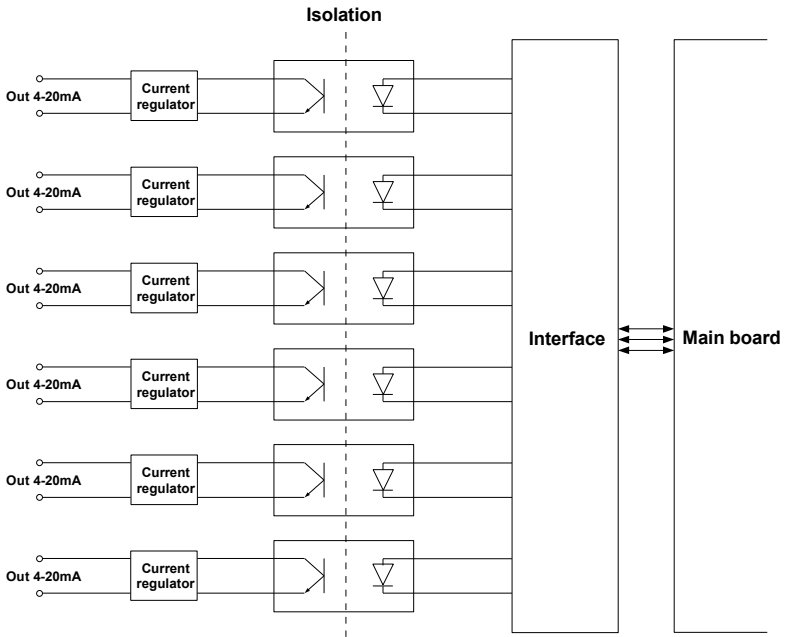 Isolation
Out 4-20mA
Current
regulator
Out 4-20mA
Current
regulator
Out 4-20mA
Current
regulator
Interface
Main board
Out 4-20mA
Current
regulator
Out 4-20mA
Current
regulator
Out 4-20mA
Current
regulator